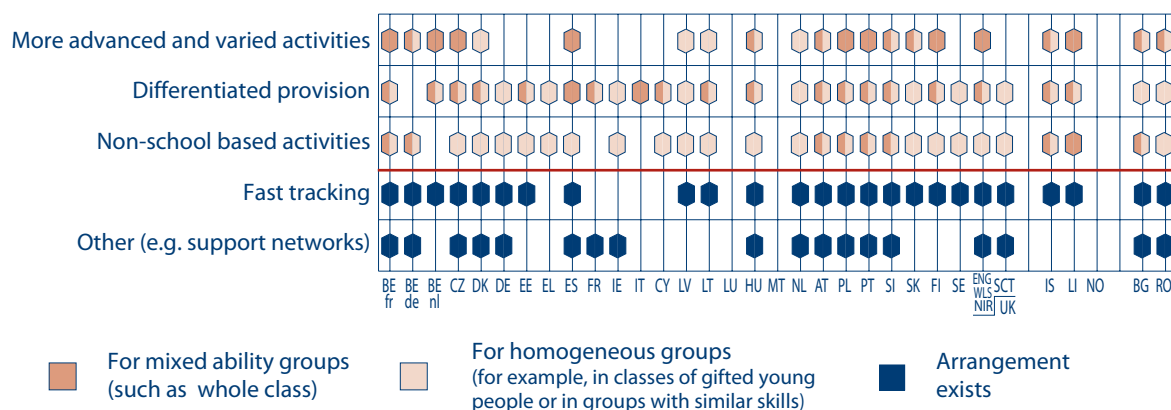 More advanced and varied activities
Differentiated provision
Non-school based activities
Fast tracking
Other (e.g. support networks)
BE fr BE de BE nl CZ DK DE EE EL ES FR IE IT CY LV LT LU HU MT NL AT PL PT SI SK FI SE ENG WLS NIR SCT UK IS LI NO BG RO
For mixed ability groups
(such as whole class)
For homogeneous groups
(for example, in classes of gifted young
people or in groups with similar skills)
Arrangement
exists